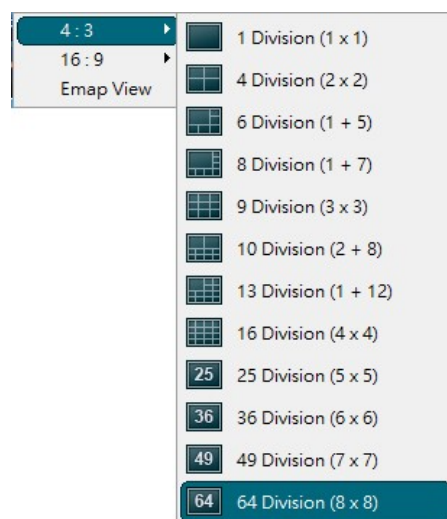 4 : 3
16 : 9
Emap View
1 Division (1 x 1)
4 Division (2 x 2)
6 Division (1 + 5)
8 Division (1 + 7)
9 Division (3 x 3)
10 Division (2 + 8)
13 Division (1 + 12)
16 Division (4 x 4)
25 25 Division (5 x 5)
36 36 Division (6 x 6)
49 49 Division (7 x 7)
64 64 Division (8 x 8)